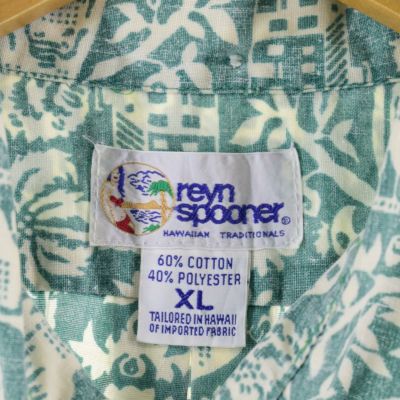 reyn
spooner®
HAWAIIAN TRADITIONALS
60% COTTON
40% POLYESTER
XL
TAILORED IN HAWAII
OF IMPORTED FABRIC